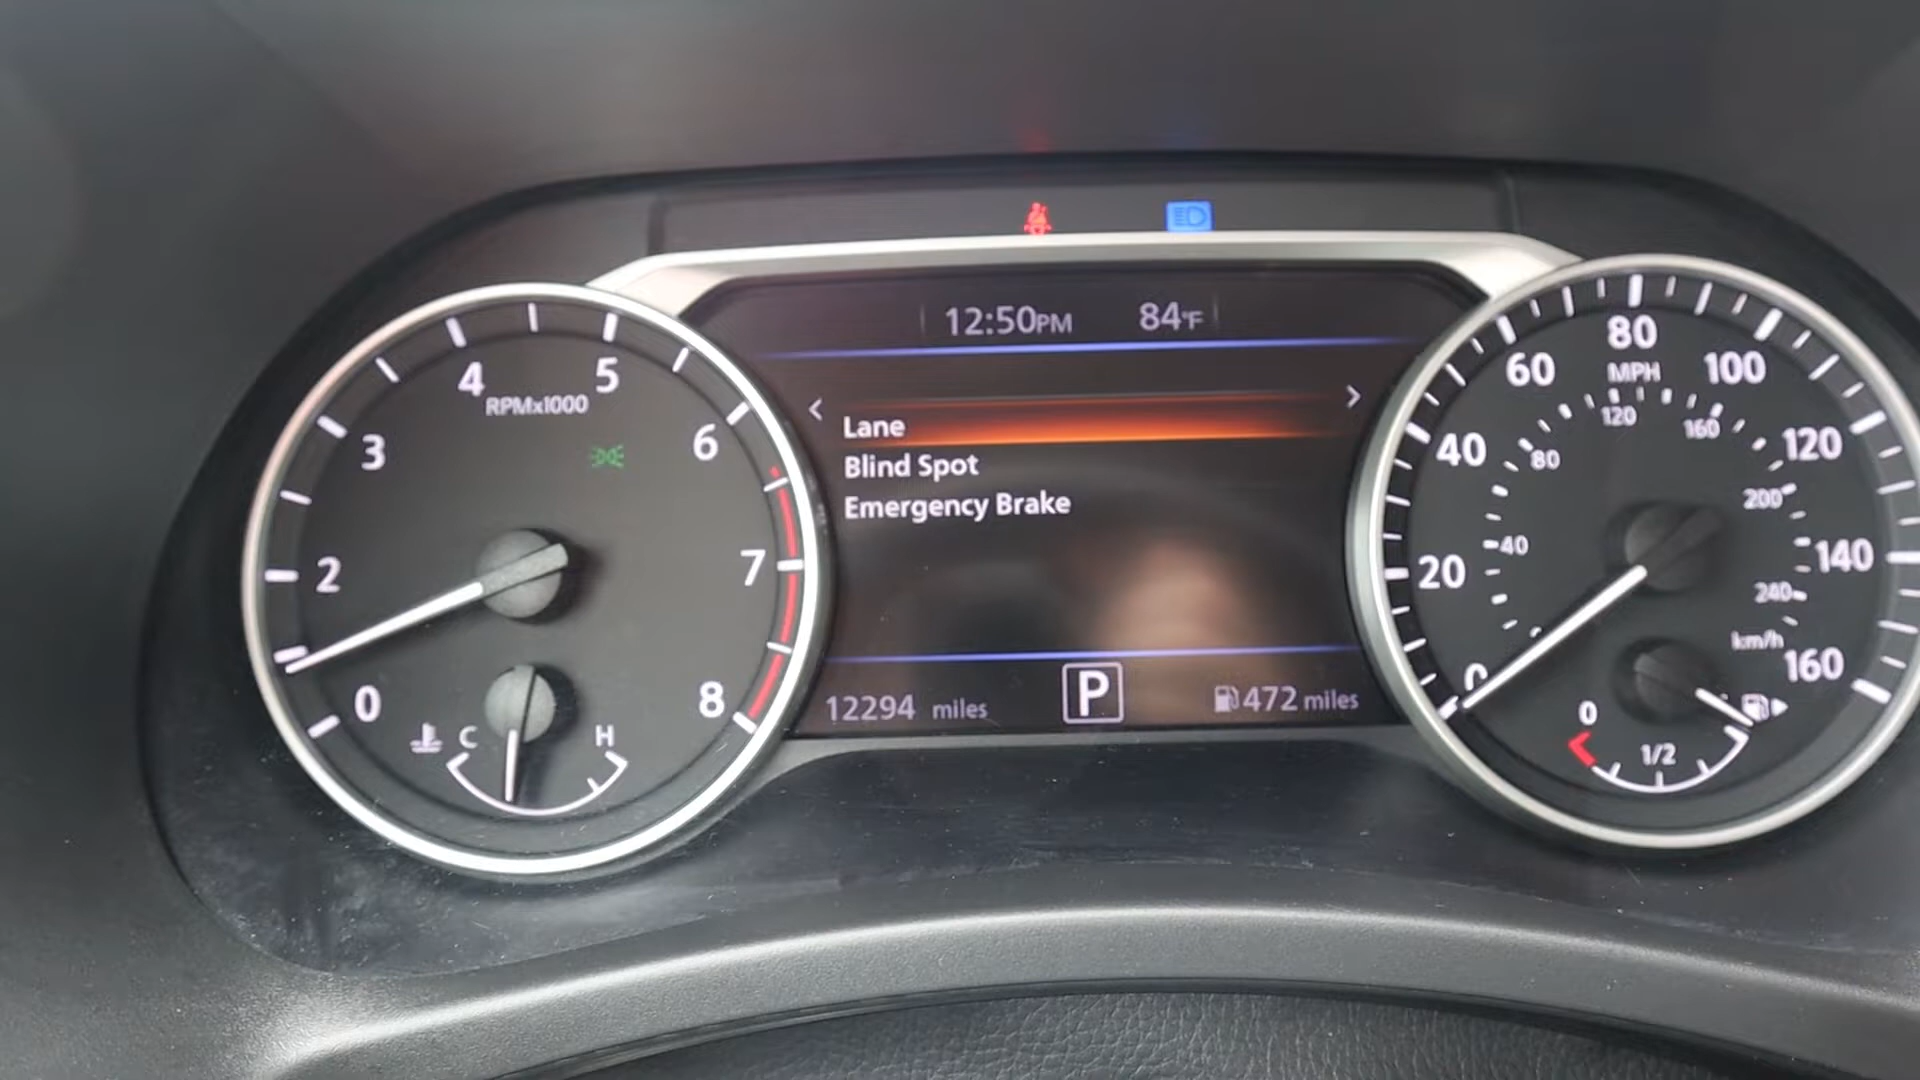 12:50PM 84°F
< >
Lane
Blind Spot
Emergency Brake
12294 miles P 472 miles
0
2
3
4
5
6
7
8
RPMx1000
C H
0
20
40
60
80
100
120
140
160
MPH
40
80
120
160
200
240
km/h
0 1/2